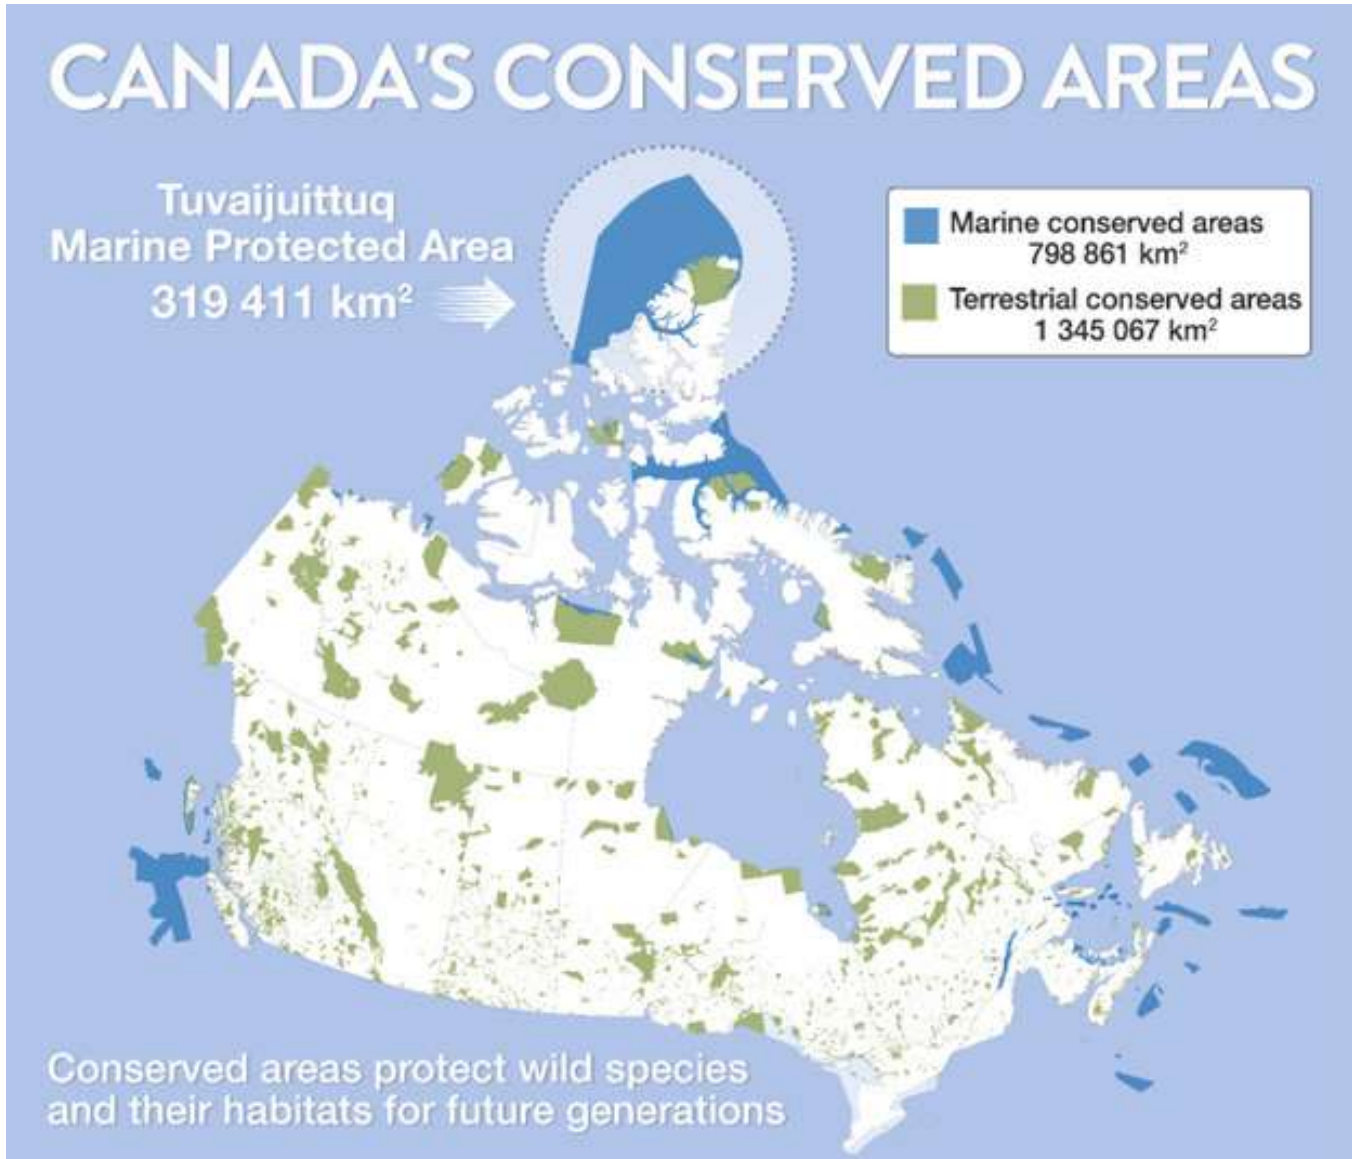 CANADA'S CONSERVED AREAS
Tuvaijuittuq
Marine Protected Area
319 411 km²
Marine conserved areas
798 861 km²
Terrestrial conserved areas
1 345 067 km²
Conserved areas protect wild species
and their habitats for future generations